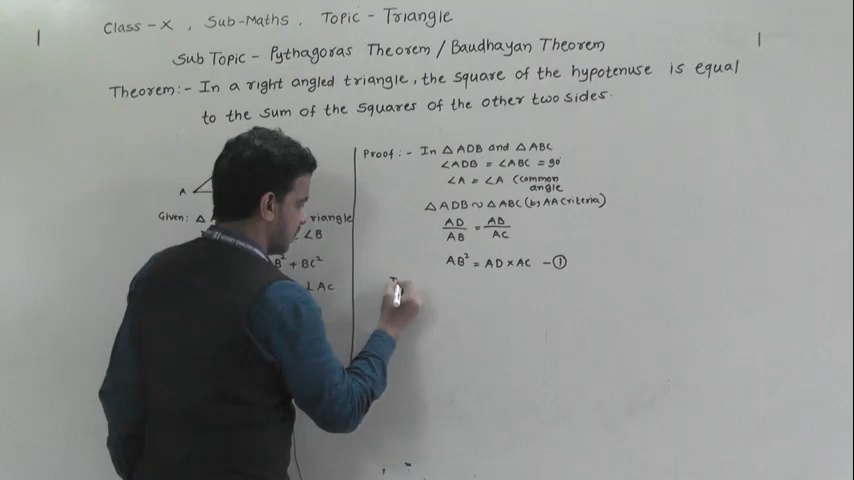 Class - X , Sub - Maths , Topic - Triangle
Sub Topic - Pythagoras Theorem / Baudhayan Theorem
Theorem :- In a right angled triangle, the square of the hypotenuse is equal
to the sum of the squares of the other two sides.
A
Given: △ riangle
∠B
B² + BC²
⊥ AC
Proof :- In △ADB and △ABC
∠ADB = ∠ABC = 90°
∠A = ∠A (common
angle
△ADB ~ △ABC (by AA Criteria)
AD/AB = AB/AC
AB² = AD × AC - ①